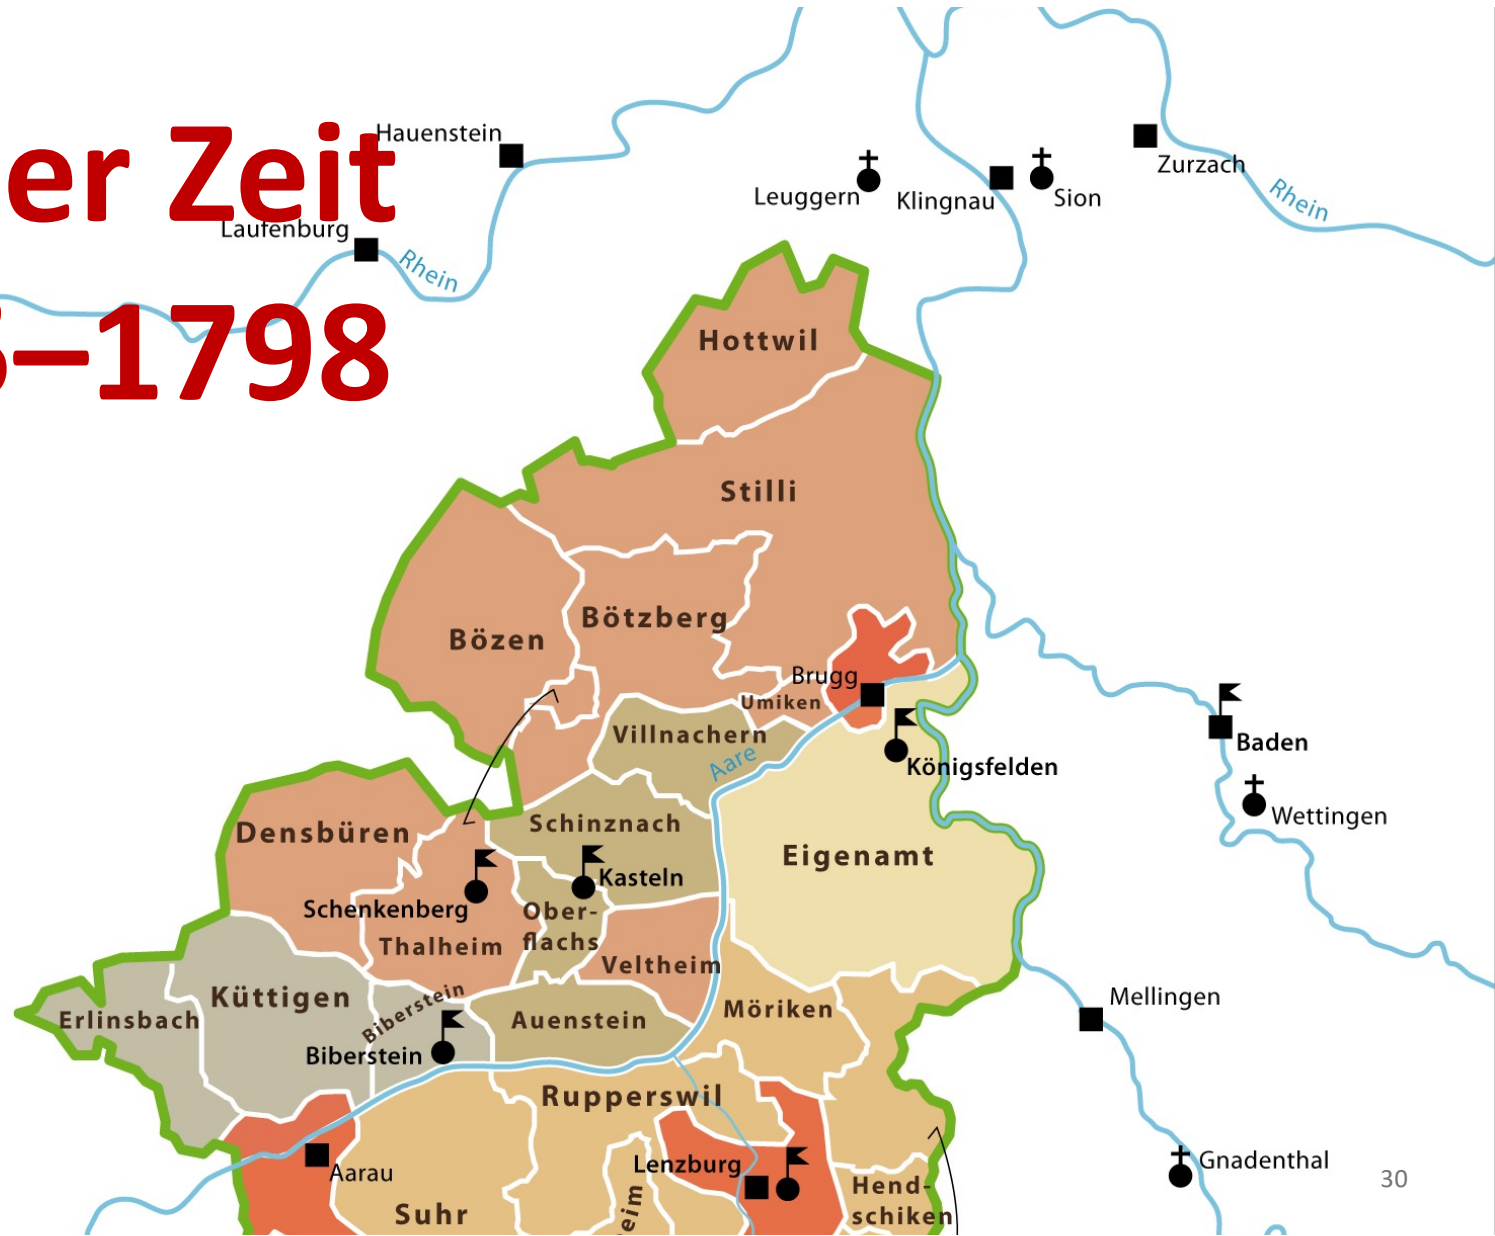 Hauenstein
er Zeit
Laufenburg
Rhein
–1798
Leuggern
Klingnau
Sion
Zurzach
Rhein
Hottwil
Stilli
Bötzberg
Bözen
Brugg
Umiken
Villnachern
Aare
Königsfelden
Baden
Wettingen
Densbüren
Schinznach
Eigenamt
Kasteln
Schenkenberg
Ober-
flachs
Thalheim
Veltheim
Küttigen
Biberstein
Erlinsbach
Auenstein
Möriken
Mellingen
Biberstein
Rupperswil
Aarau
Lenzburg
Gnadenthal
30
Hend-
schiken
Suhr
eim